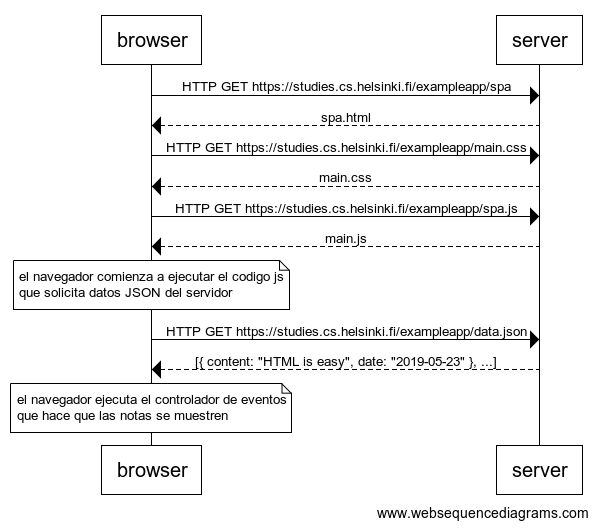 browser
server
HTTP GET https://studies.cs.helsinki.fi/exampleapp/spa
spa.html
HTTP GET https://studies.cs.helsinki.fi/exampleapp/main.css
main.css
HTTP GET https://studies.cs.helsinki.fi/exampleapp/spa.js
main.js
el navegador comienza a ejecutar el codigo js
que solicita datos JSON del servidor
HTTP GET https://studies.cs.helsinki.fi/exampleapp/data.json
[{ content: "HTML is easy", date: "2019-05-23" }, ...]
el navegador ejecuta el controlador de eventos
que hace que las notas se muestren
browser
server
www.websequencediagrams.com